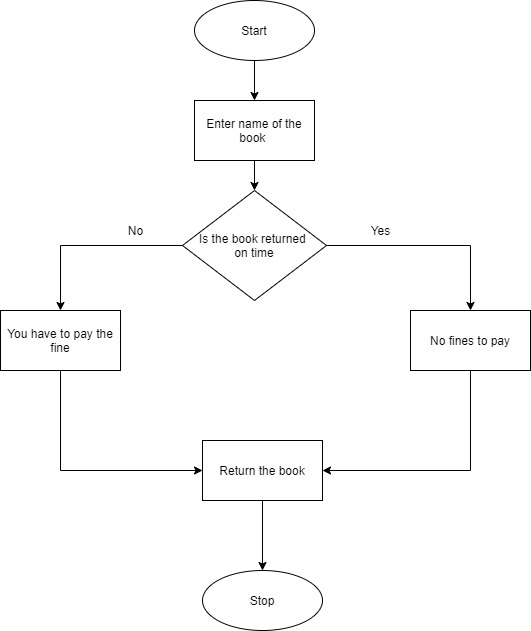 Start
Enter name of the
book
Is the book returned
on time
No
Yes
You have to pay the
fine
No fines to pay
Return the book
Stop